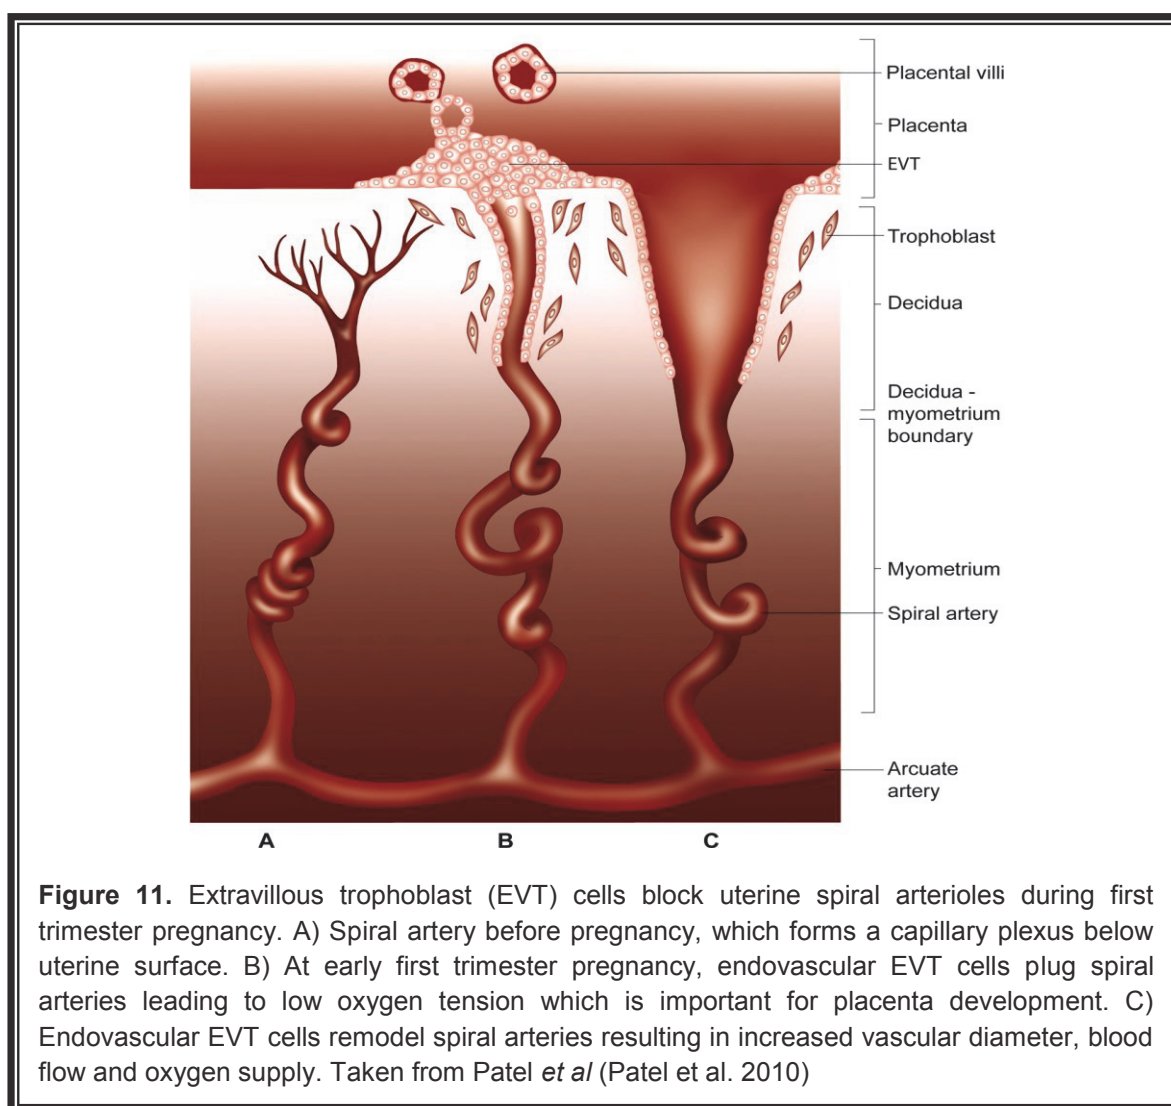 Placental villi
Placenta
EVT
Trophoblast
Decidua
Decidua -
myometrium
boundary
Myometrium
Spiral artery
Arcuate
artery
A B C
Figure 11. Extravillous trophoblast (EVT) cells block uterine spiral arterioles during first
trimester pregnancy. A) Spiral artery before pregnancy, which forms a capillary plexus below
uterine surface. B) At early first trimester pregnancy, endovascular EVT cells plug spiral
arteries leading to low oxygen tension which is important for placenta development. C)
Endovascular EVT cells remodel spiral arteries resulting in increased vascular diameter, blood
flow and oxygen supply. Taken from Patel et al (Patel et al. 2010)